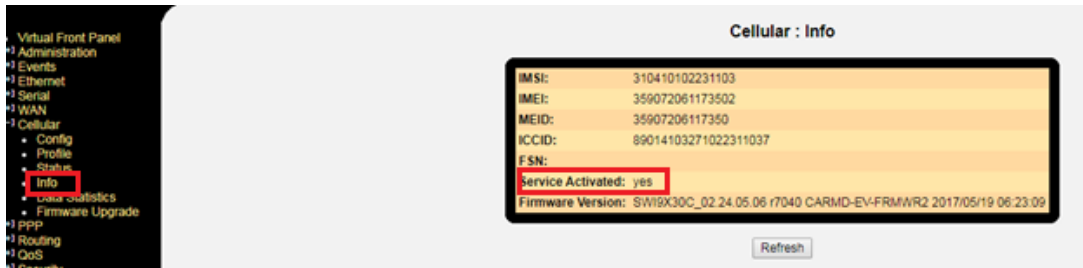 Virtual Front Panel
Administration
Events
Ethernet
Serial
WAN
Cellular
Config
Profile
Status
Info
Data Statistics
Firmware Upgrade
PPP
Routing
QoS
Security
Cellular : Info
IMSI: 310410102231103
IMEI: 359072061173502
MEID: 35907206117350
ICCID: 89014103271022311037
FSN:
Service Activated: yes
Firmware Version: SWI9X30C_02.24.05.06 r7040 CARMD-EV-FRMWR2 2017/05/19 06:23:09
Refresh